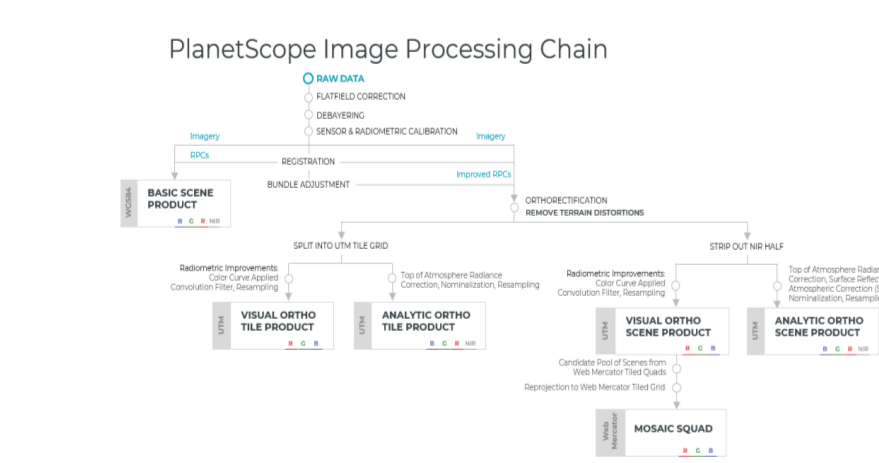 PlanetScope Image Processing Chain
RAW DATA
FLATFIELD CORRECTION
DEBAYERING
SENSOR & RADIOMETRIC CALIBRATION
Imagery
Imagery
RPCs
REGISTRATION
Improved RPCs
BUNDLE ADJUSTMENT
WGS84
BASIC SCENE
PRODUCT
B G R NIR
ORTHORECTIFICATION
REMOVE TERRAIN DISTORTIONS
SPLIT INTO UTM TILE GRID
STRIP OUT NIR HALF
Radiometric Improvements:
Color Curve Applied
Convolution Filter, Resampling
Top of Atmosphere Radiance
Correction, Nominalization, Resampling
Radiometric Improvements:
Color Curve Applied
Convolution Filter, Resampling
Top of Atmosphere
Correction, Surface
Atmospheric Correction
Nominalization,
UTM
VISUAL ORTHO
TILE PRODUCT
R G B
UTM
ANALYTIC ORTHO
TILE PRODUCT
B G R NIR
UTM
VISUAL ORTHO
SCENE PRODUCT
R G B
UTM
ANALYTIC ORTHO
SCENE PRODUCT
B G R NIR
Candidate Pool of Scenes from
Web Mercator Tiled Quads
Reprojection to Web Mercator Tiled Grid
Web
Mercator
MOSAIC SQUAD
R G B